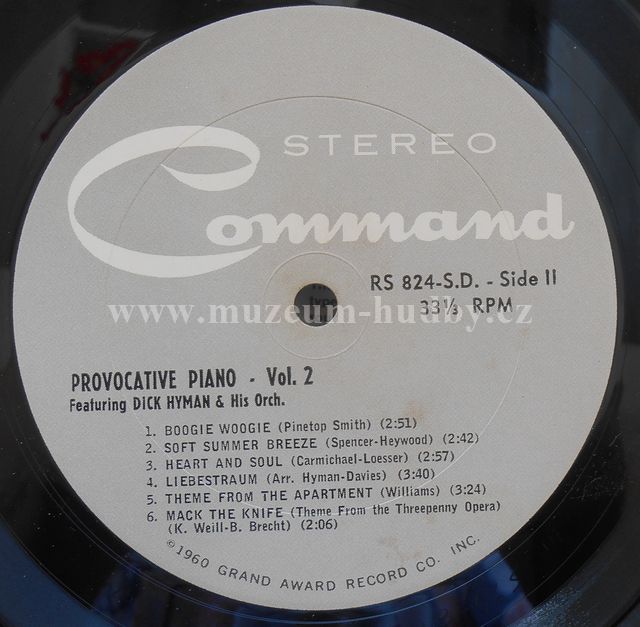 STEREO
Command
RS 824-S.D. - Side II
33⅓ RPM
www.muzeum-hudby.cz
PROVOCATIVE PIANO - Vol. 2
Featuring DICK HYMAN & His Orch.
1. BOOGIE WOOGIE (Pinetop Smith) (2:51)
2. SOFT SUMMER BREEZE (Spencer-Heywood) (2:42)
3. HEART AND SOUL (Carmichael-Loesser) (2:57)
4. LIEBESTRAUM (Arr. Hyman-Davies) (3:40)
5. THEME FROM THE APARTMENT (Williams) (3:24)
6. MACK THE KNIFE (Theme From the Threepenny Opera)
(K. Weill-B. Brecht) (2:06)
©1960 GRAND AWARD RECORD CO. INC.